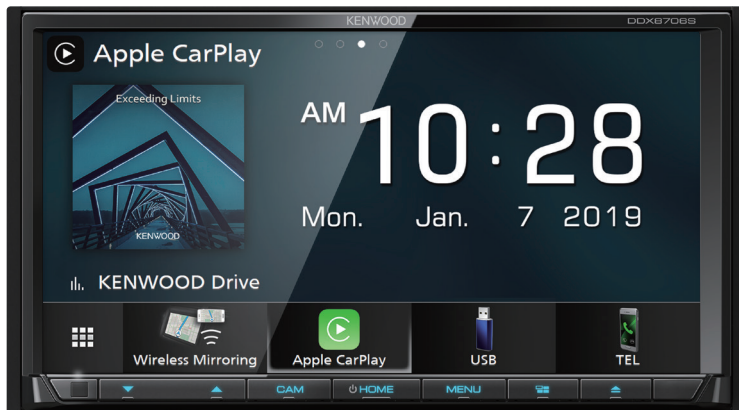 KENWOOD
DDX8706S
Apple CarPlay
Exceeding Limits
KENWOOD
KENWOOD Drive
AM 10:28
Mon. Jan. 7 2019
Wireless Mirroring
Apple CarPlay
USB
TEL
CAM
HOME
MENU